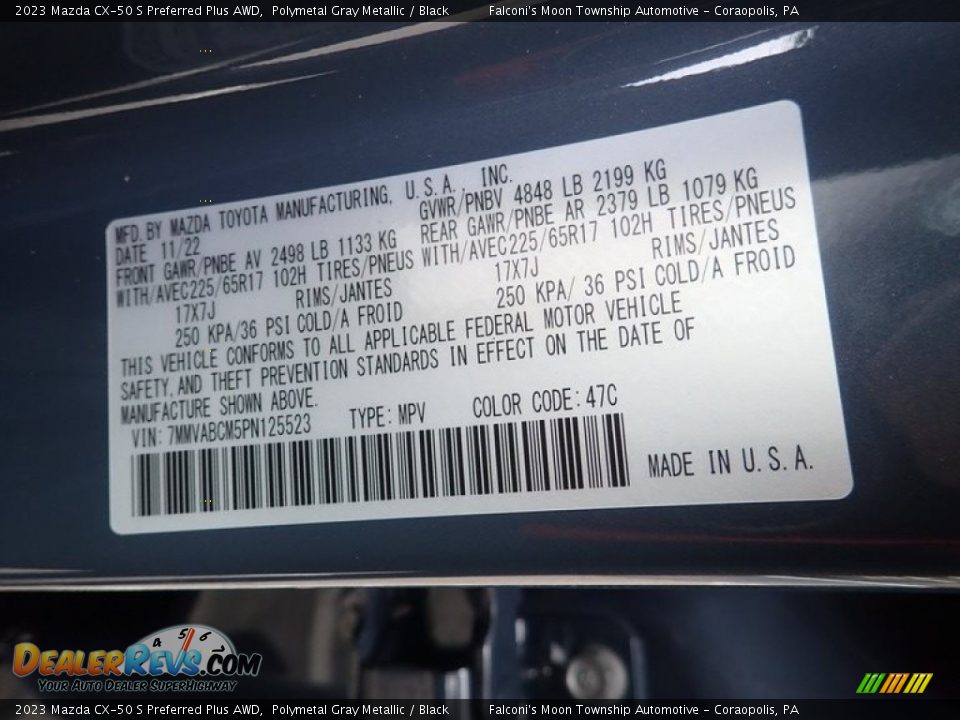 2023 Mazda CX-50 S Preferred Plus AWD, Polymetal Gray Metallic / Black Falconi's Moon Township Automotive - Coraopolis, PA
MFD. BY MAZDA TOYOTA MANUFACTURING, U.S.A., INC.
DATE 11/22 GVWR/PNBV 4848 LB 2199 KG
FRONT GAWR/PNBE AV 2498 LB 1133 KG REAR GAWR/PNBE AR 2379 LB 1079 KG
WITH/AVEC225/65R17 102H TIRES/PNEUS WITH/AVEC225/65R17 102H TIRES/PNEUS
17X7J RIMS/JANTES 17X7J RIMS/JANTES
250 KPA/36 PSI COLD/A FROID 250 KPA/ 36 PSI COLD/A FROID
THIS VEHICLE CONFORMS TO ALL APPLICABLE FEDERAL MOTOR VEHICLE
SAFETY, AND THEFT PREVENTION STANDARDS IN EFFECT ON THE DATE OF
MANUFACTURE SHOWN ABOVE.
VIN: 7MMVABCM5PN125523 TYPE: MPV COLOR CODE: 47C
MADE IN U.S.A.
4 5 6
DEALERREVS.COM
YOUR AUTO DEALER SUPERHIGHWAY
2023 Mazda CX-50 S Preferred Plus AWD, Polymetal Gray Metallic / Black Falconi's Moon Township Automotive - Coraopolis, PA